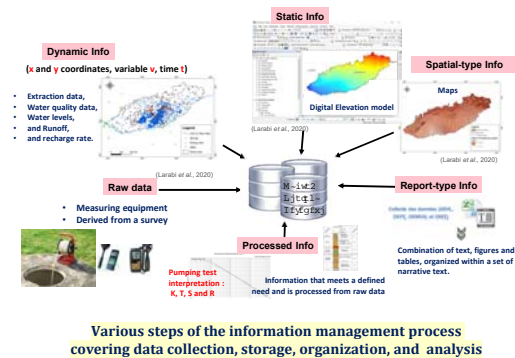 Static Info
Dynamic Info
(x and y coordinates, variable v, time t)
Spatial-type Info
• Extraction data,
• Water quality data,
• Water levels,
• and Runoff,
• and recharge rate.
Digital Elevation model
Maps
(Larabi et al., 2020)
(Larabi et al., 2020)
(Larabi et al., 2020)
Raw data
• Measuring equipment
• Derived from a survey
Report-type Info
Combination of text, figures and
tables, organized within a set of
narrative text.
Processed Info
Pumping test
interpretation :
K, T, S and R
Information that meets a defined
need and is processed from raw data
Various steps of the information management process
covering data collection, storage, organization, and analysis